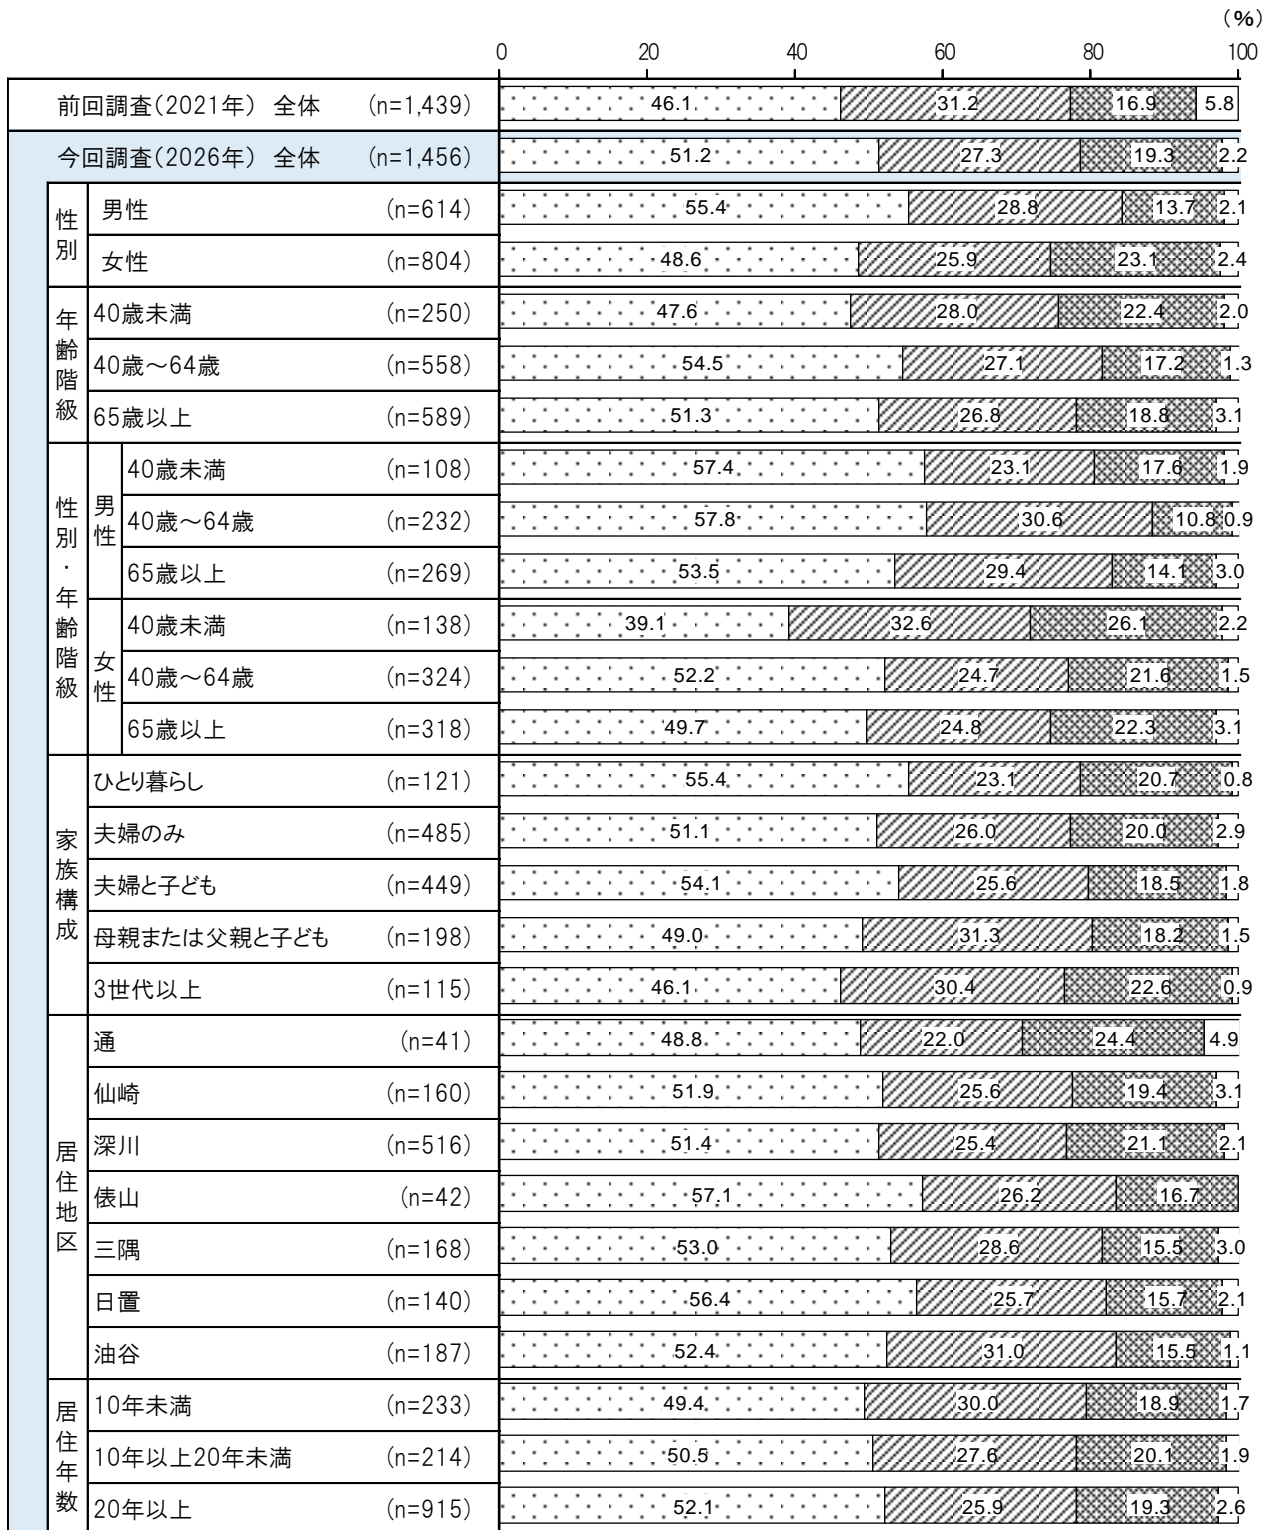 （%）
0 20 40 60 80 100
前回調査（2021年） 全体 (n=1,439) 46.1 31.2 16.9 5.8
今回調査（2026年） 全体 (n=1,456) 51.2 27.3 19.3 2.2
性別
男性 (n=614) 55.4 28.8 13.7 2.1
女性 (n=804) 48.6 25.9 23.1 2.4
年齢階級
40歳未満 (n=250) 47.6 28.0 22.4 2.0
40歳～64歳 (n=558) 54.5 27.1 17.2 1.3
65歳以上 (n=589) 51.3 26.8 18.8 3.1
性別・年齢階級
男性
40歳未満 (n=108) 57.4 23.1 17.6 1.9
40歳～64歳 (n=232) 57.8 30.6 10.8 0.9
65歳以上 (n=269) 53.5 29.4 14.1 3.0
女性
40歳未満 (n=138) 39.1 32.6 26.1 2.2
40歳～64歳 (n=324) 52.2 24.7 21.6 1.5
65歳以上 (n=318) 49.7 24.8 22.3 3.1
家族構成
ひとり暮らし (n=121) 55.4 23.1 20.7 0.8
夫婦のみ (n=485) 51.1 26.0 20.0 2.9
夫婦と子ども (n=449) 54.1 25.6 18.5 1.8
母親または父親と子ども (n=198) 49.0 31.3 18.2 1.5
3世代以上 (n=115) 46.1 30.4 22.6 0.9
居住地区
通 (n=41) 48.8 22.0 24.4 4.9
仙崎 (n=160) 51.9 25.6 19.4 3.1
深川 (n=516) 51.4 25.4 21.1 2.1
俵山 (n=42) 57.1 26.2 16.7
三隅 (n=168) 53.0 28.6 15.5 3.0
日置 (n=140) 56.4 25.7 15.7 2.1
油谷 (n=187) 52.4 31.0 15.5 1.1
居住年数
10年未満 (n=233) 49.4 30.0 18.9 1.7
10年以上20年未満 (n=214) 50.5 27.6 20.1 1.9
20年以上 (n=915) 52.1 25.9 19.3 2.6